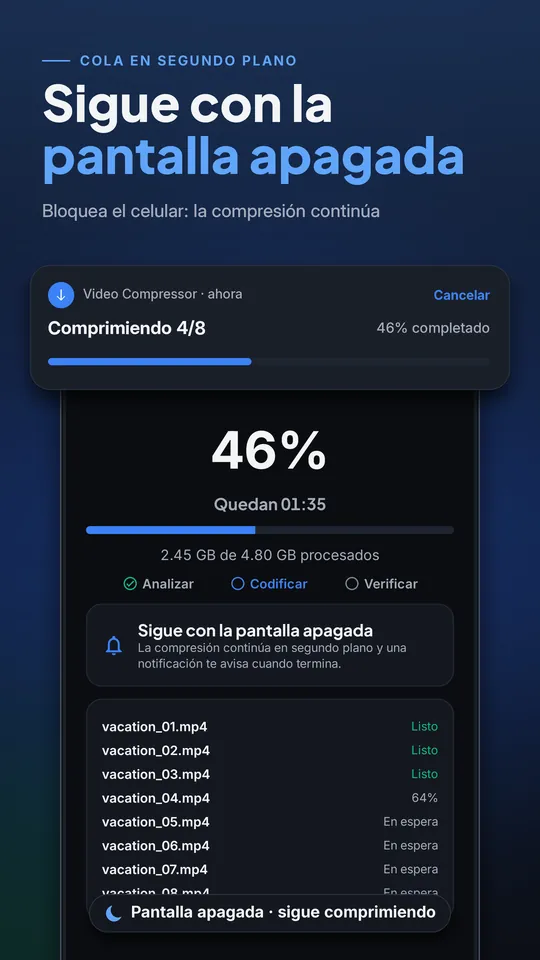 COLA EN SEGUNDO PLANO
Sigue con la
pantalla apagada
Bloquea el celular: la compresión continúa
Video Compressor · ahora
Cancelar
Comprimiendo 4/8
46% completado
46%
Quedan 01:35
2.45 GB de 4.80 GB procesados
Analizar
Codificar
Verificar
Sigue con la pantalla apagada
La compresión continúa en segundo plano y una
notificación te avisa cuando termina.
vacation_01.mp4 Listo
vacation_02.mp4 Listo
vacation_03.mp4 Listo
vacation_04.mp4 64%
vacation_05.mp4 En espera
vacation_06.mp4 En espera
vacation_07.mp4 En espera
vacation_08.mp4 En espera
Pantalla apagada · sigue comprimiendo